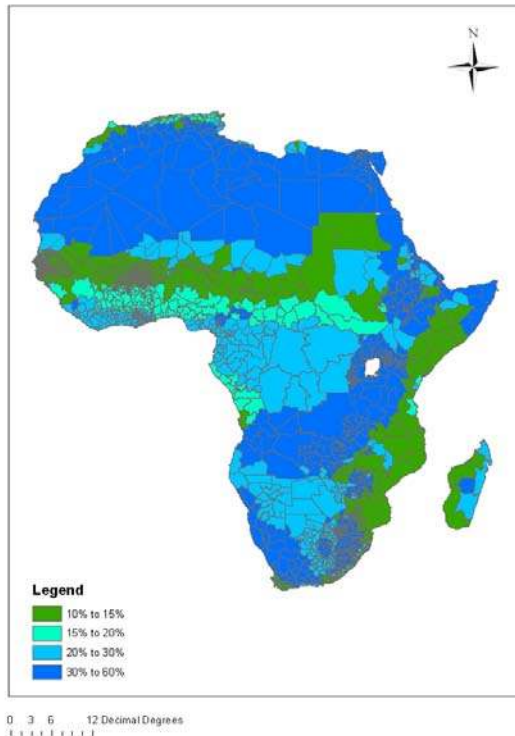 N
Legend
10% to 15%
15% to 20%
20% to 30%
30% to 60%
0 3 6 12 Decimal Degrees